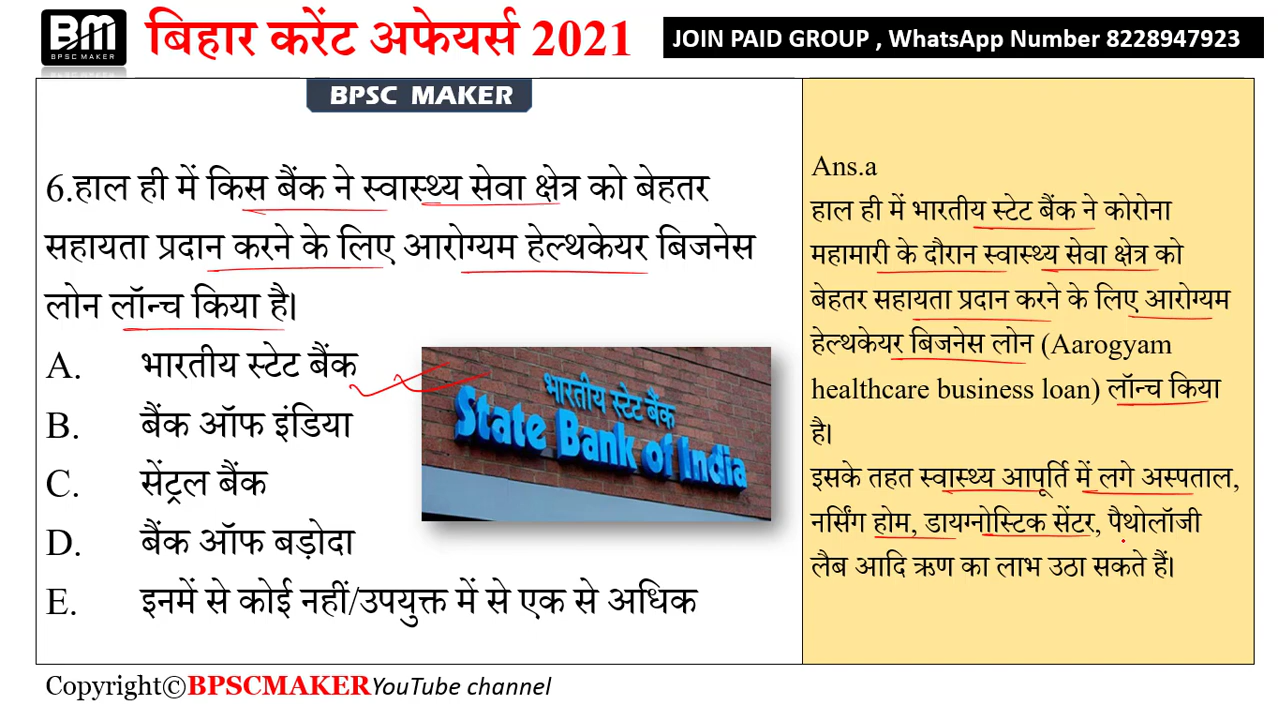 BM
BPSC MAKER
बिहार करेंट अफेयर्स 2021
JOIN PAID GROUP , WhatsApp Number 8228947923
BPSC MAKER
6.हाल ही में किस बैंक ने स्वास्थ्य सेवा क्षेत्र को बेहतर
सहायता प्रदान करने के लिए आरोग्यम हेल्थकेयर बिजनेस
लोन लॉन्च किया है।
A. भारतीय स्टेट बैंक
B. बैंक ऑफ इंडिया
C. सेंट्रल बैंक
D. बैंक ऑफ बड़ोदा
E. इनमें से कोई नहीं/उपयुक्त में से एक से अधिक
भारतीय स्टेट बैंक
State Bank of India
Ans.a
हाल ही में भारतीय स्टेट बैंक ने कोरोना
महामारी के दौरान स्वास्थ्य सेवा क्षेत्र को
बेहतर सहायता प्रदान करने के लिए आरोग्यम
हेल्थकेयर बिजनेस लोन (Aarogyam
healthcare business loan) लॉन्च किया
है।
इसके तहत स्वास्थ्य आपूर्ति में लगे अस्पताल,
नर्सिंग होम, डायग्नोस्टिक सेंटर, पैथोलॉजी
लैब आदि ऋण का लाभ उठा सकते हैं।
Copyright©BPSCMAKERYouTube channel